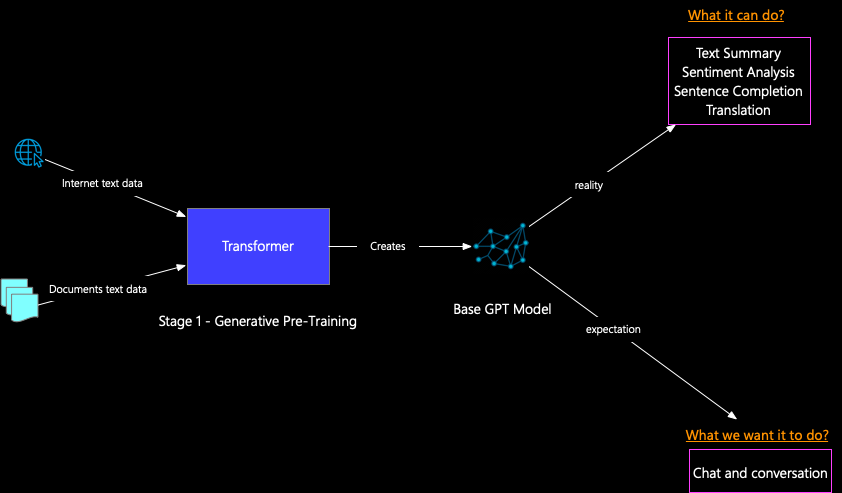 What it can do?
Text Summary
Sentiment Analysis
Sentence Completion
Translation
Internet text data
reality
Transformer
Creates
Documents text data
Base GPT Model
Stage 1 - Generative Pre-Training
expectation
What we want it to do?
Chat and conversation